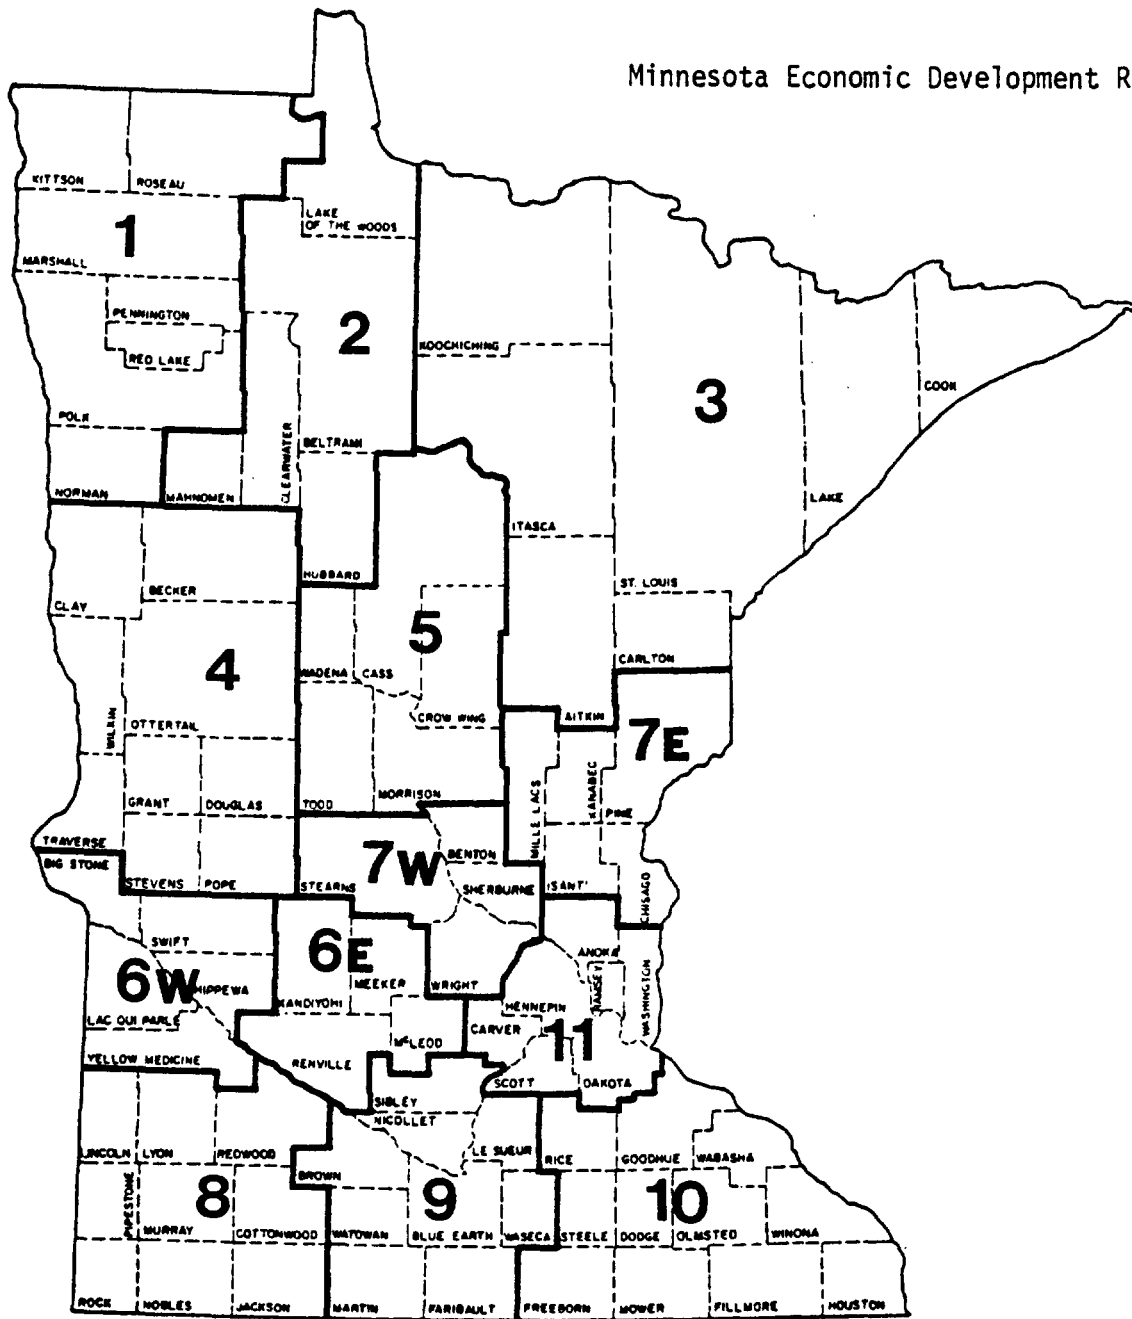 Minnesota Economic Development R
KITTSON
ROSEAU
LAKE
OF THE WOODS
1
MARSHALL
PENNINGTON
2
RED LAKE
KOOCHICHING
3
COOK
POLK
CLEARWATER
BELTRAMI
NORMAN
MAHNOMEN
LAKE
ITASCA
HUBBARD
ST. LOUIS
BECKER
CLAY
5
4
WADENA
CASS
CARLTON
WILKIN
OTTERTAIL
CROW WING
AITKIN
7E
MILLE LACS
KANABEC
PINE
GRANT
DOUGLAS
TODD
MORRISON
TRAVERSE
BIG STONE
7W
BENTON
STEVENS
POPE
STEARNS
SHERBURNE
CHISAGO
SWIFT
6E
ANOKA
RAMSEY
WASHINGTON
6W
HIPPEWA
MEEKER
WRIGHT
KANDIYOHI
HENNEPIN
LAC QUI PARLE
CARVER
11
McLEOD
YELLOW MEDICINE
RENVILLE
SCOTT
DAKOTA
SIBLEY
NICOLLET
LINCOLN
LYON
REDWOOD
LE SUEUR
RICE
GOODHUE
WABASHA
BROWN
8
9
10
PIPESTONE
MURRAY
COTTONWOOD
WATOWAN
BLUE EARTH
WASECA
STEELE
DODGE
OLMSTED
WINONA
ROCK
NOBLES
JACKSON
MARTIN
FARIBAULT
FREEBORN
MOWER
FILLMORE
HOUSTON